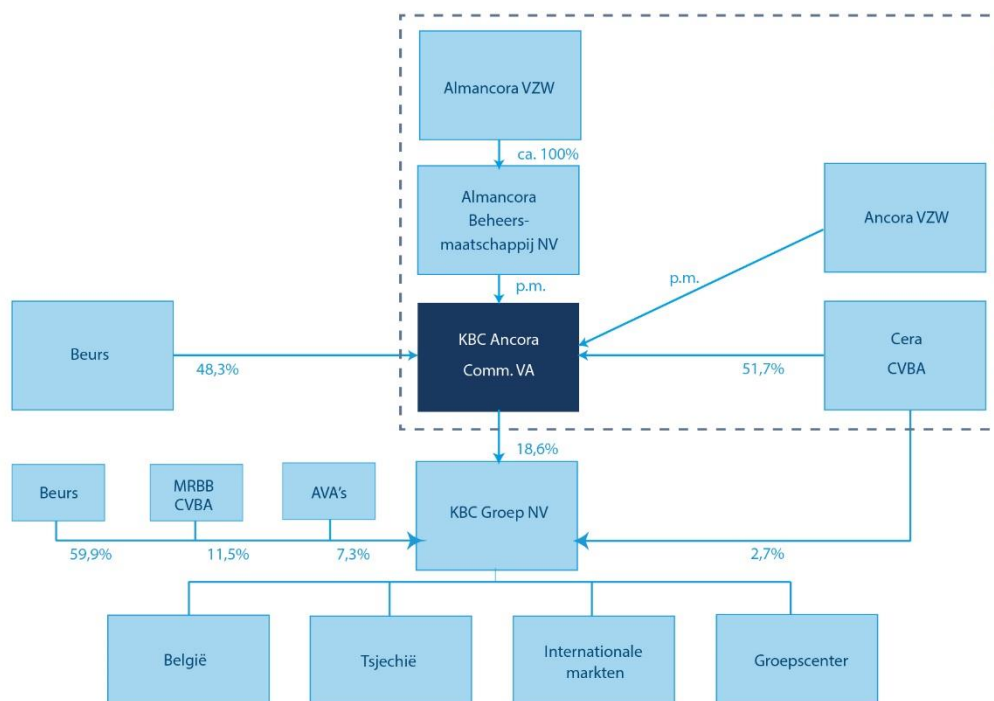 Almancora VZW
ca. 100%
Almancora
Beheers-
maatschappij NV
Ancora VZW
p.m.
p.m.
Beurs
48,3%
KBC Ancora
Comm. VA
51,7%
Cera
CVBA
18,6%
Beurs
MRBB
CVBA
AVA's
KBC Groep NV
59,9%
11,5%
7,3%
2,7%
België
Tsjechië
Internationale
markten
Groepscenter